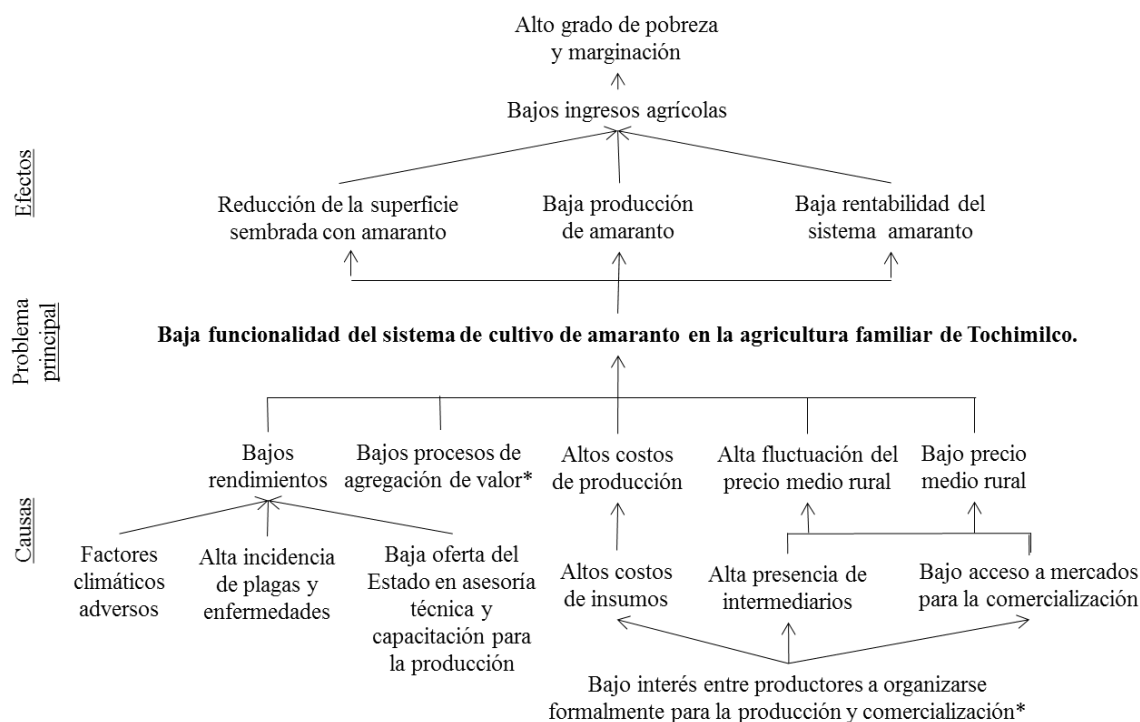 Alto grado de pobreza
y marginación
Bajos ingresos agrícolas
Efectos
Reducción de la superficie
sembrada con amaranto
Baja producción
de amaranto
Baja rentabilidad del
sistema amaranto
Problema
principal
Baja funcionalidad del sistema de cultivo de amaranto en la agricultura familiar de Tochimilco.
Causas
Bajos
rendimientos
Bajos procesos de
agregación de valor*
Altos costos
de producción
Alta fluctuación del
precio medio rural
Bajo precio
medio rural
Factores
climáticos
adversos
Alta incidencia
de plagas y
enfermedades
Baja oferta del
Estado en asesoría
técnica y
capacitación para
la producción
Altos costos
de insumos
Alta presencia de
intermediarios
Bajo acceso a mercados
para la comercialización
Bajo interés entre productores a organizarse
formalmente para la producción y comercialización*